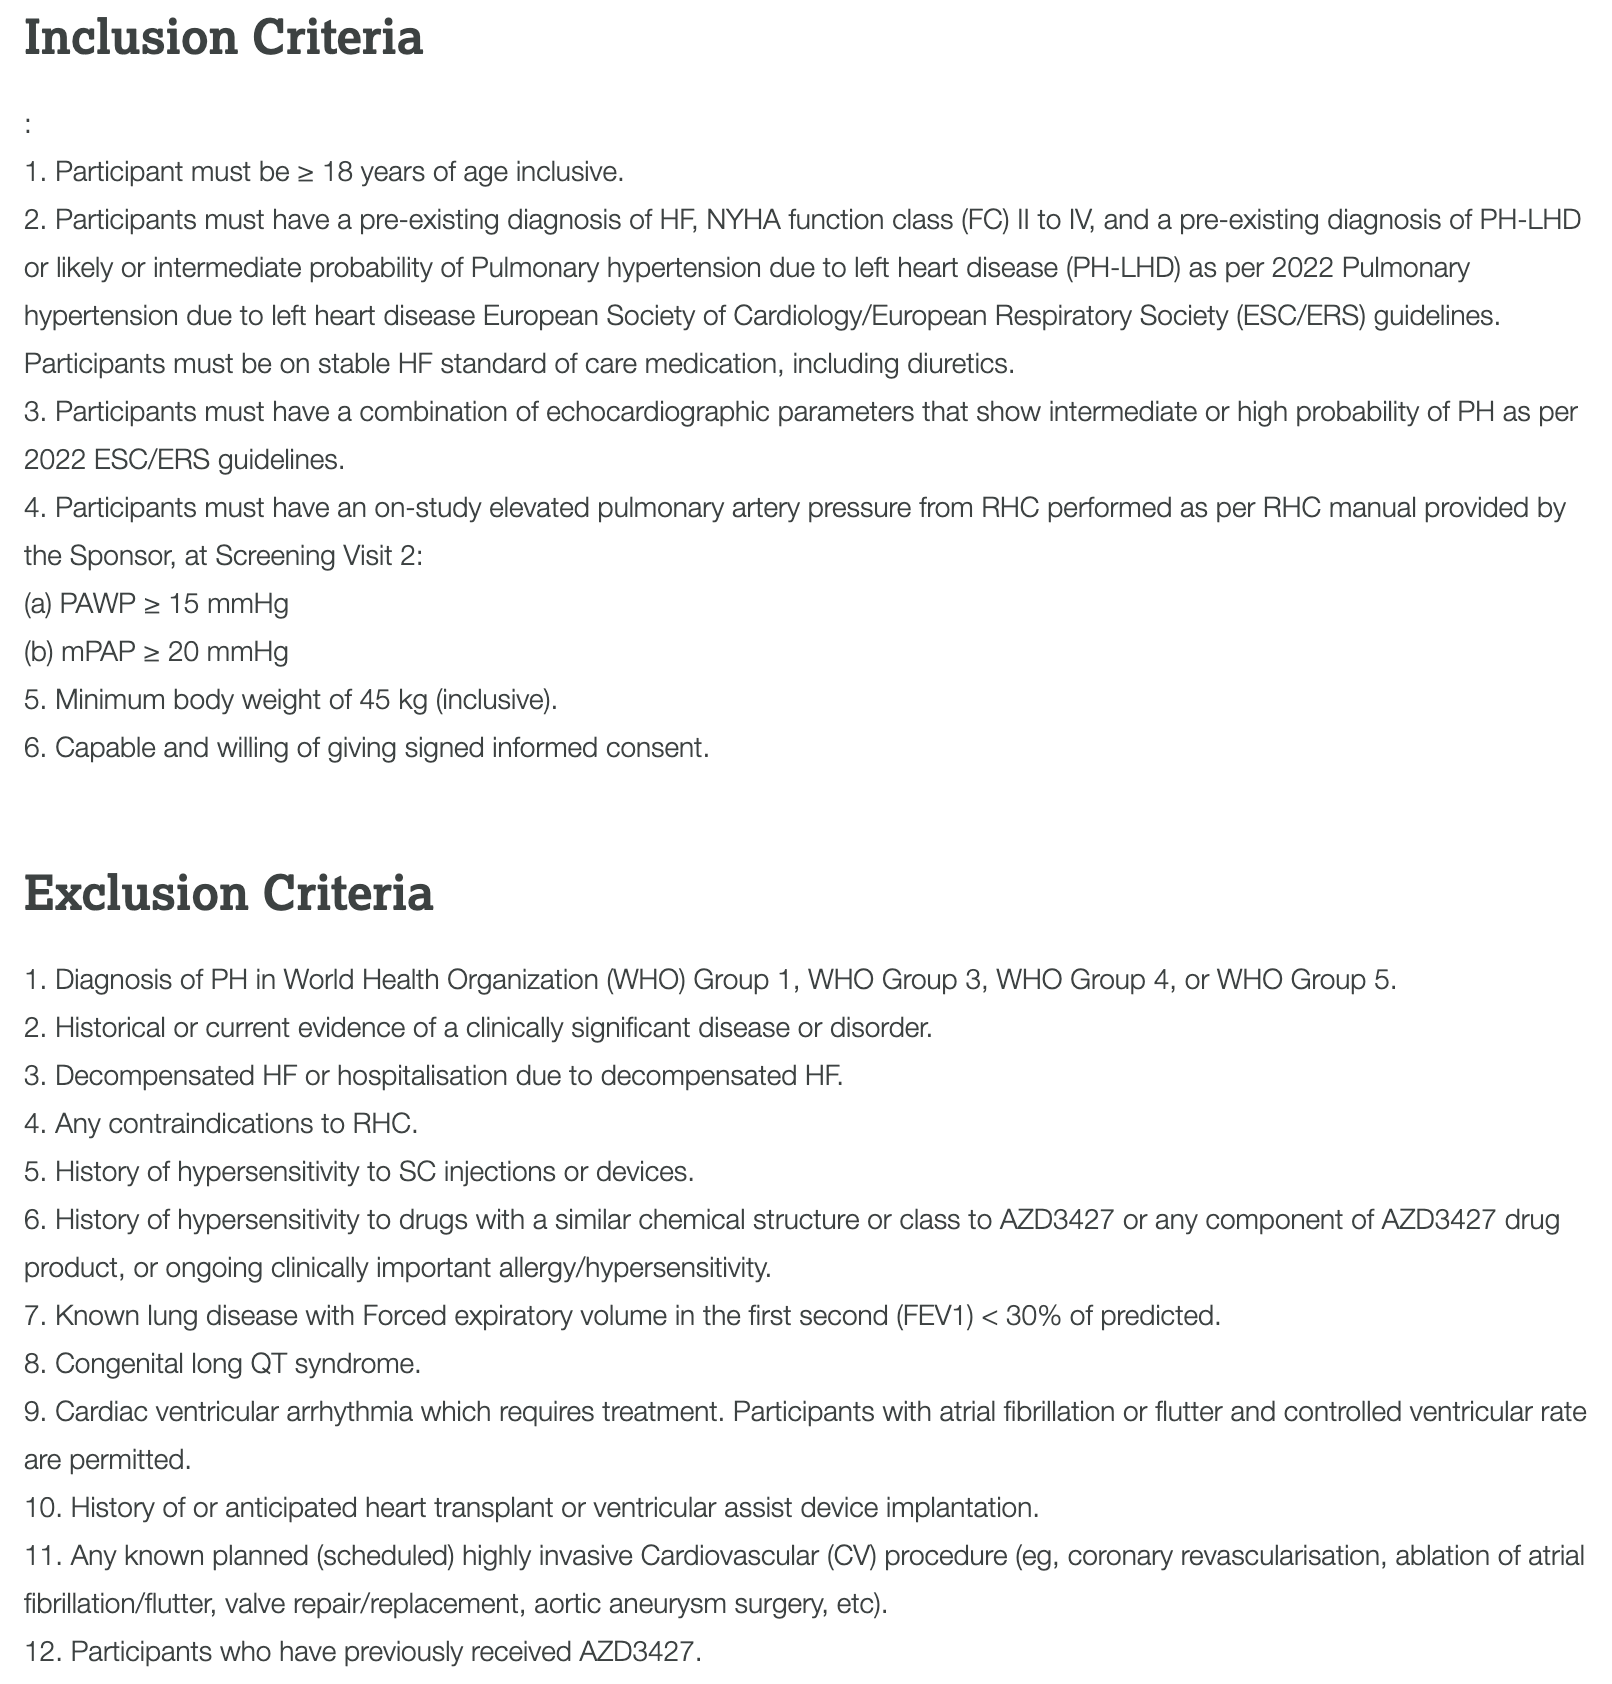 Inclusion Criteria
:
1. Participant must be ≥ 18 years of age inclusive.
2. Participants must have a pre-existing diagnosis of HF, NYHA function class (FC) II to IV, and a pre-existing diagnosis of PH-LHD
or likely or intermediate probability of Pulmonary hypertension due to left heart disease (PH-LHD) as per 2022 Pulmonary
hypertension due to left heart disease European Society of Cardiology/European Respiratory Society (ESC/ERS) guidelines.
Participants must be on stable HF standard of care medication, including diuretics.
3. Participants must have a combination of echocardiographic parameters that show intermediate or high probability of PH as per
2022 ESC/ERS guidelines.
4. Participants must have an on-study elevated pulmonary artery pressure from RHC performed as per RHC manual provided by
the Sponsor, at Screening Visit 2:
(a) PAWP ≥ 15 mmHg
(b) mPAP ≥ 20 mmHg
5. Minimum body weight of 45 kg (inclusive).
6. Capable and willing of giving signed informed consent.
Exclusion Criteria
1. Diagnosis of PH in World Health Organization (WHO) Group 1, WHO Group 3, WHO Group 4, or WHO Group 5.
2. Historical or current evidence of a clinically significant disease or disorder.
3. Decompensated HF or hospitalisation due to decompensated HF.
4. Any contraindications to RHC.
5. History of hypersensitivity to SC injections or devices.
6. History of hypersensitivity to drugs with a similar chemical structure or class to AZD3427 or any component of AZD3427 drug
product, or ongoing clinically important allergy/hypersensitivity.
7. Known lung disease with Forced expiratory volume in the first second (FEV1) < 30% of predicted.
8. Congenital long QT syndrome.
9. Cardiac ventricular arrhythmia which requires treatment. Participants with atrial fibrillation or flutter and controlled ventricular rate
are permitted.
10. History of or anticipated heart transplant or ventricular assist device implantation.
11. Any known planned (scheduled) highly invasive Cardiovascular (CV) procedure (eg, coronary revascularisation, ablation of atrial
fibrillation/flutter, valve repair/replacement, aortic aneurysm surgery, etc).
12. Participants who have previously received AZD3427.